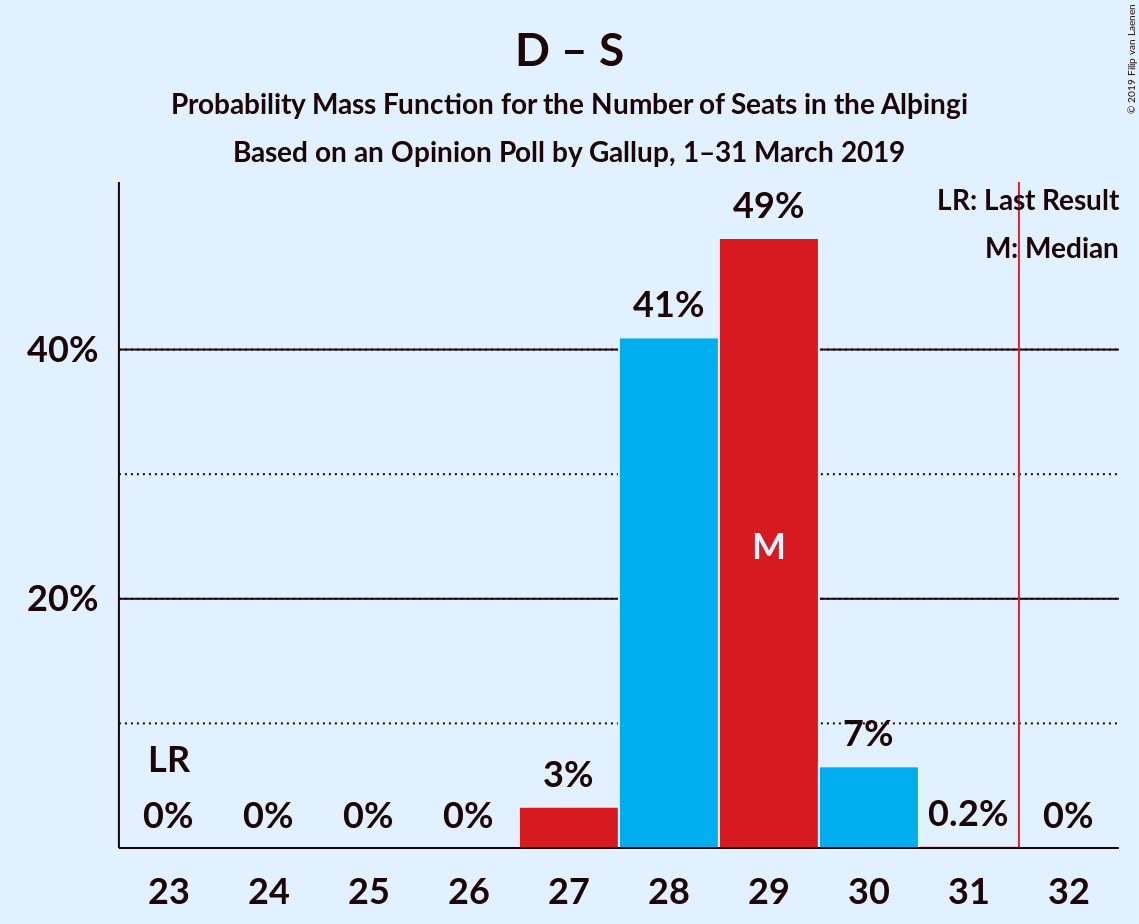 D – S
Probability Mass Function for the Number of Seats in the Alþingi
Based on an Opinion Poll by Gallup, 1–31 March 2019
© 2019 Filip van Laenen
LR: Last Result
M: Median
49%
41%
40%
M
20%
7%
LR
3%
0% 0% 0% 0% 0.2% 0%
23 24 25 26 27 28 29 30 31 32